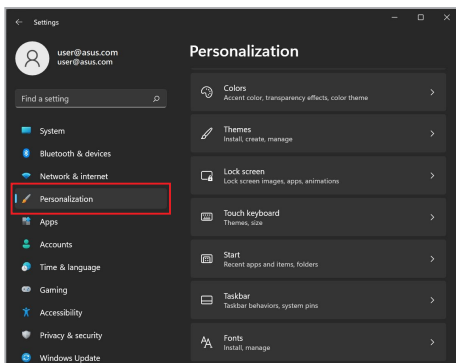 Settings
user@asus.com
user@asus.com
Find a setting
System
Bluetooth & devices
Network & internet
Personalization
Apps
Accounts
Time & language
Gaming
Accessibility
Privacy & security
Windows Update
Personalization
Colors
Accent color, transparency effects, color theme
Themes
Install, create, manage
Lock screen
Lock screen images, apps, animations
Touch keyboard
Themes, size
Start
Recent apps and items, folders
Taskbar
Taskbar behaviors, system pins
Fonts
Install, manage